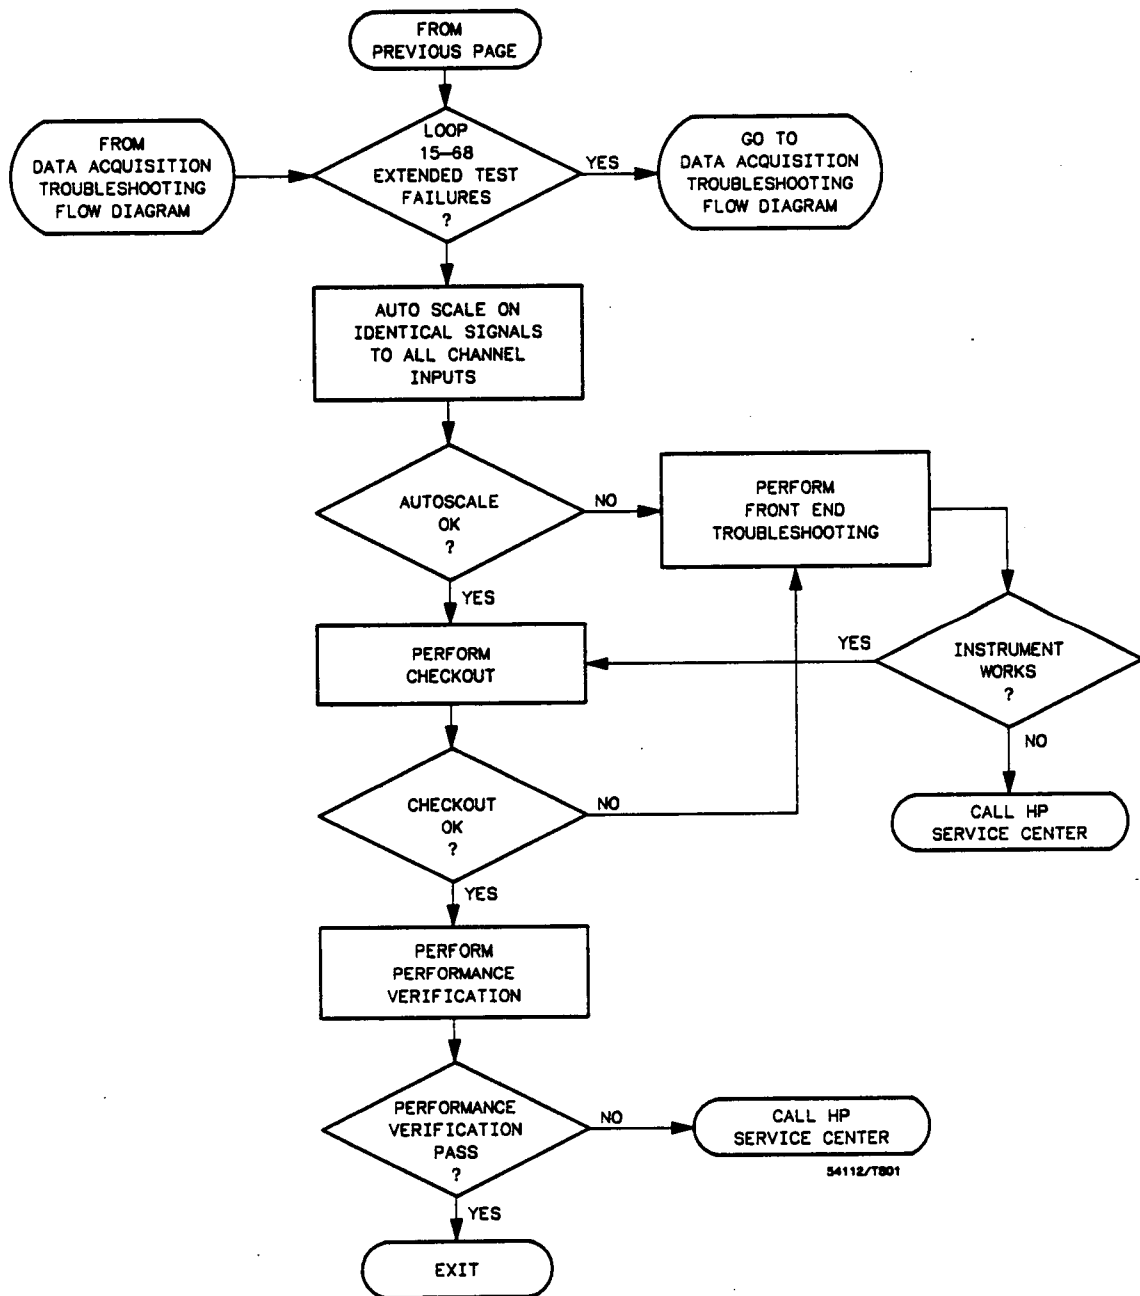 FROM
PREVIOUS PAGE
FROM
DATA ACQUISITION
TROUBLESHOOTING
FLOW DIAGRAM
LOOP
15–68
EXTENDED TEST
FAILURES
?
YES
GO TO
DATA ACQUISITION
TROUBLESHOOTING
FLOW DIAGRAM
AUTO SCALE ON
IDENTICAL SIGNALS
TO ALL CHANNEL
INPUTS
AUTOSCALE
OK
?
NO
PERFORM
FRONT END
TROUBLESHOOTING
YES
PERFORM
CHECKOUT
YES
INSTRUMENT
WORKS
?
NO
CHECKOUT
OK
?
NO
CALL HP
SERVICE CENTER
YES
PERFORM
PERFORMANCE
VERIFICATION
PERFORMANCE
VERIFICATION
PASS
?
NO
CALL HP
SERVICE CENTER
54112/T801
YES
EXIT